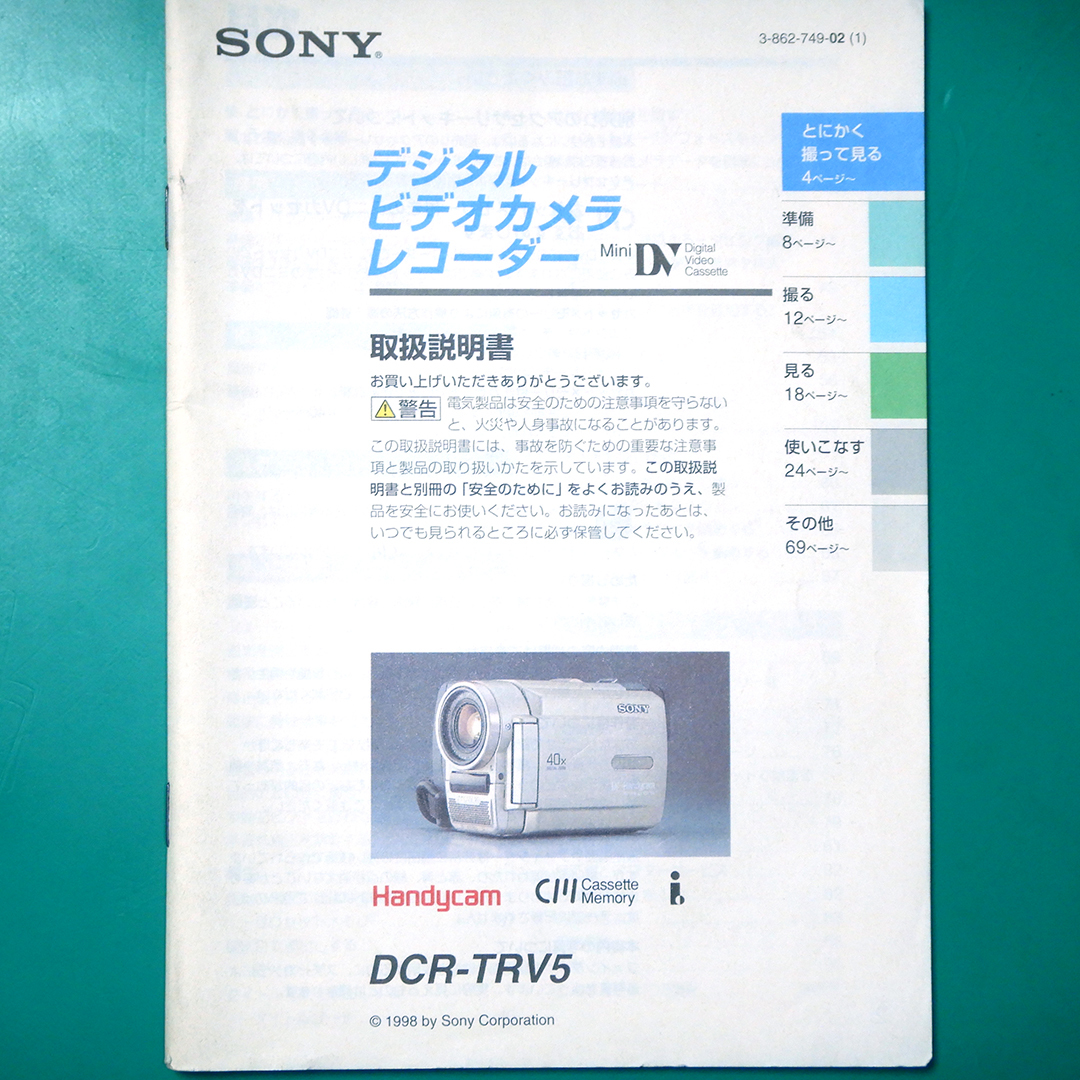 SONY®
3-862-749-02 (1)
とにかく
撮って見る
4ページ～
デジタル
ビデオカメラ
レコーダー
Mini DV Digital
Video
Cassette
準備
8ページ～
撮る
12ページ～
見る
18ページ～
使いこなす
24ページ～
その他
69ページ～
取扱説明書
お買い上げいただきありがとうございます。
警告 電気製品は安全のための注意事項を守らない
と、火災や人身事故になることがあります。
この取扱説明書には、事故を防ぐための重要な注意事
項と製品の取り扱いかたを示しています。この取扱説
明書と別冊の「安全のために」をよくお読みのうえ、製
品を安全にお使いください。お読みになったあとは、
いつでも見られるところに必ず保管してください。
SONY
40x
Handycam
CM Cassette
Memory
i
DCR-TRV5
© 1998 by Sony Corporation